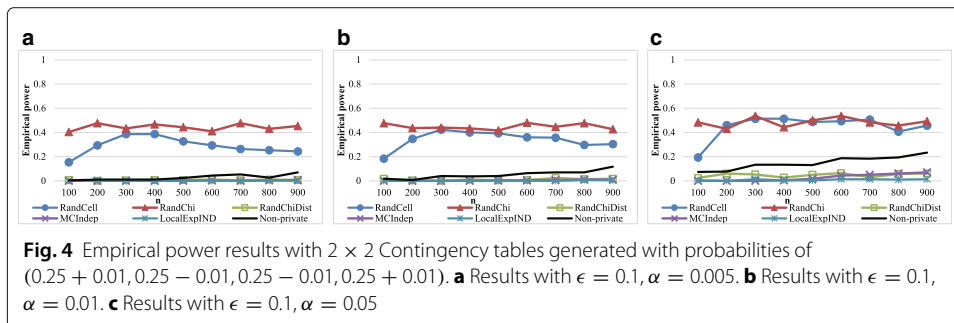 a
b
c
1
0.8
0.6
0.4
0.2
0
Empirical power
100 200 300 400 500 600 700 800 900
n
RandCell RandChi RandChiDist
MCIndep LocalExpIND Non-private
1
0.8
0.6
0.4
0.2
0
Empirical power
100 200 300 400 500 600 700 800 900
n
RandCell RandChi RandChiDist
MCIndep LocalExpIND Non-private
1
0.8
0.6
0.4
0.2
0
Empirical power
100 200 300 400 500 600 700 800 900
n
RandCell RandChi RandChiDist
MCIndep LocalExpIND Non-private
Fig. 4 Empirical power results with 2 × 2 Contingency tables generated with probabilities of
(0.25 + 0.01, 0.25 − 0.01, 0.25 − 0.01, 0.25 + 0.01). a Results with ϵ = 0.1, α = 0.005. b Results with ϵ = 0.1,
α = 0.01. c Results with ϵ = 0.1, α = 0.05